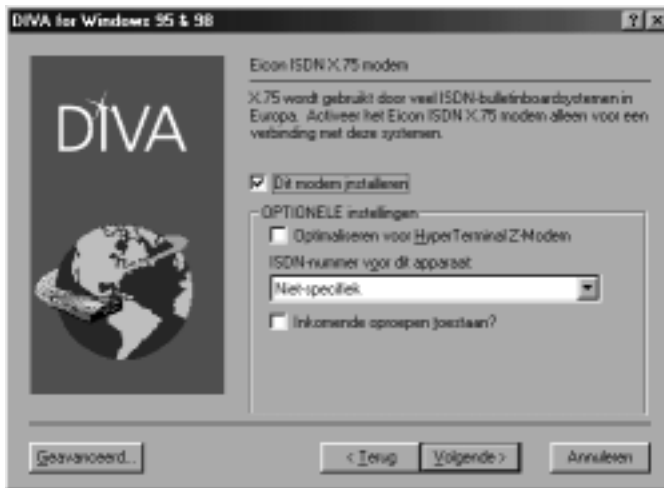 DIVA for Windows 95 & 98
DIVA
Eicon ISDN X.75 modem
X.75 wordt gebruikt door veel ISDN-bulletinboardsystemen in
Europa. Activeer het Eicon ISDN X.75 modem alleen voor een
verbinding met deze systemen.
Dit modem installeren
OPTIONELE instellingen
Optimaliseren voor HyperTerminal Z-Modem
ISDN-nummer voor dit apparaat
Niet-specifiek
Inkomende oproepen toestaan?
Geavanceerd...
< Terug
Volgende >
Annuleren